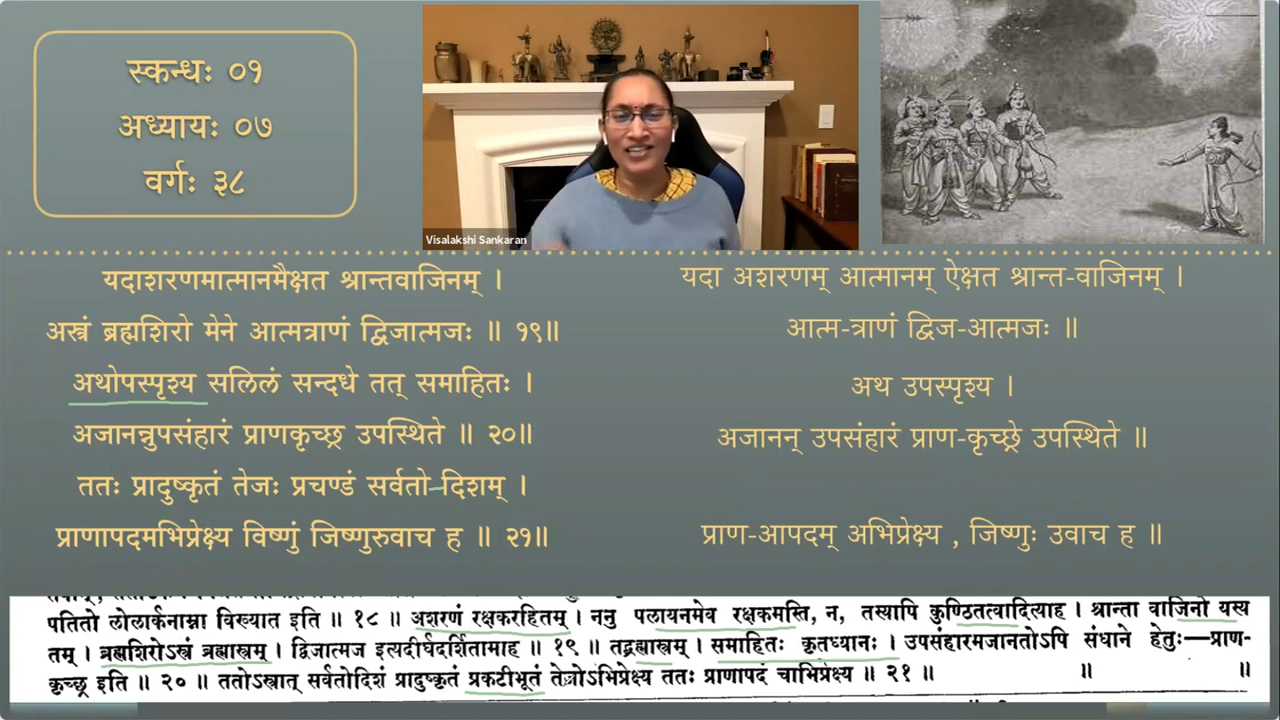 स्कन्धः ०१
अध्यायः ०७
वर्गः ३८
Visalakshi Sankaran
यदाशरणमात्मानमैक्षत श्रान्तवाजिनम् ।
अस्त्रं ब्रह्मशिरो मेने आत्मत्राणं द्विजात्मजः ॥ १९॥
अथोपस्पृश्य सलिलं सन्दधे तत् समाहितः ।
अजानन्नुपसंहारं प्राणकृच्छ्र उपस्थिते ॥ २०॥
ततः प्रादुष्कृतं तेजः प्रचण्डं सर्वतो दिशम् ।
प्राणापदमभिप्रेक्ष्य विष्णुं जिष्णुरुवाच ह ॥ २१॥
यदा अशरणम् आत्मानम् ऐक्षत श्रान्त-वाजिनम् ।
आत्म-त्राणं द्विज-आत्मजः ॥
अथ उपस्पृश्य ।
अजानन् उपसंहारं प्राण-कृच्छ्रे उपस्थिते ॥
प्राण-आपदम् अभिप्रेक्ष्य , जिष्णुः उवाच ह ॥
पतितो लोलार्कनाम्ना विख्यात इति ॥ १८ ॥ अशरणं रक्षकरहितम् । ननु पलायनमेव रक्षकमस्ति, न, तस्यापि कुण्ठितत्वादित्याह । श्रान्ता वाजिनो यस्य
तम् । ब्रह्मशिरोऽस्त्रं ब्रह्मास्त्रम् । द्विजात्मज इत्यदीर्घदर्शितामाह ॥ १९ ॥ तद्ब्रह्मास्त्रम् । समाहितः कृतध्यानः । उपसंहारमजानतोऽपि संधाने हेतुः—प्राण-
कृच्छ्र इति ॥ २० ॥ ततोऽस्त्रात् सर्वतोदिशं प्रादुष्कृतं प्रकटीभूतं तेजोऽभिप्रेक्ष्य ततः प्राणापदं चाभिप्रेक्ष्य ॥ २१ ॥ ॥ ॥